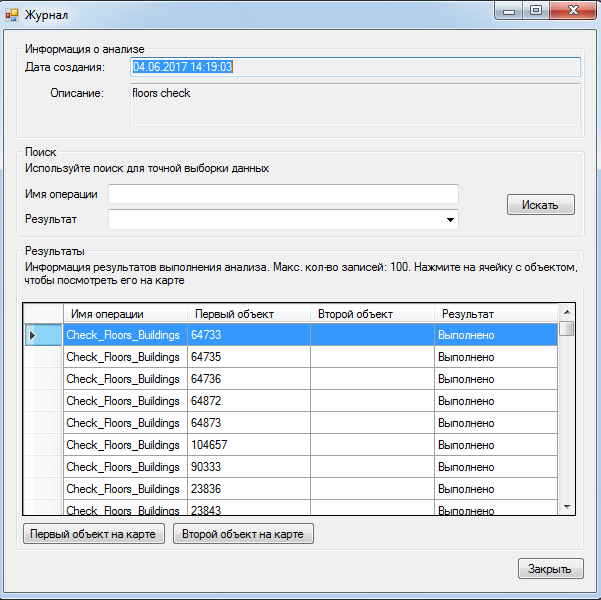 Журнал
Информация о анализе
Дата создания: 04.06.2017 14:19:03
Описание: floors check
Поиск
Используйте поиск для точной выборки данных
Имя операции
Искать
Результат
Результаты
Информация результатов выполнения анализа. Макс. кол-во записей: 100. Нажмите на ячейку с объектом,
чтобы посмотреть его на карте
Имя операции Первый объект Второй объект Результат
Check_Floors_Buildings 64733 Выполнено
Check_Floors_Buildings 64735 Выполнено
Check_Floors_Buildings 64736 Выполнено
Check_Floors_Buildings 64872 Выполнено
Check_Floors_Buildings 64873 Выполнено
Check_Floors_Buildings 104657 Выполнено
Check_Floors_Buildings 90333 Выполнено
Check_Floors_Buildings 23836 Выполнено
Check_Floors_Buildings 23843 Выполнено
Первый объект на карте Второй объект на карте
Закрыть